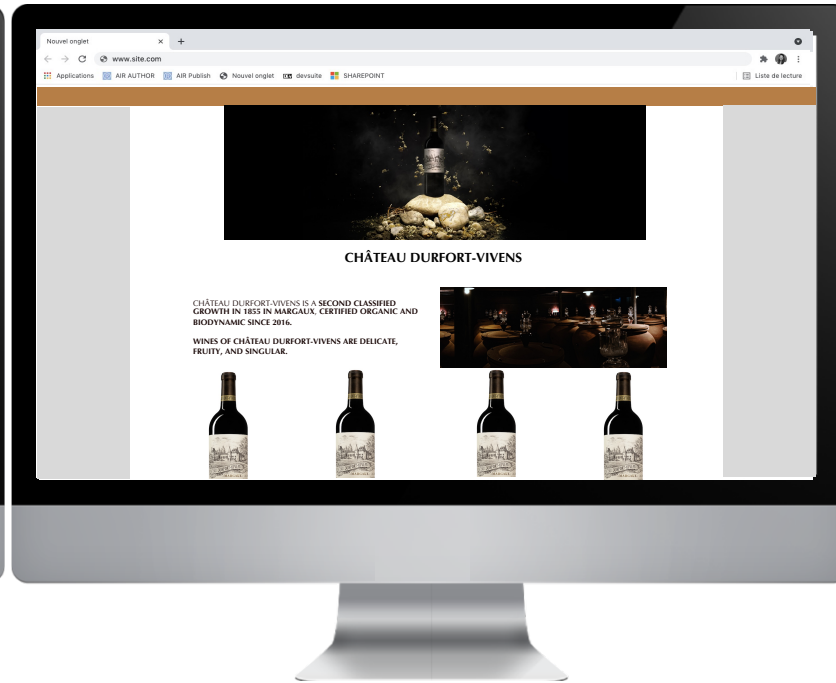 Nouvel onglet
www.site.com
Applications AIR AUTHOR AIR Publish Nouvel onglet devsuite SHAREPOINT Liste de lecture
CHÂTEAU DURFORT-VIVENS
CHÂTEAU DURFORT-VIVENS IS A SECOND CLASSIFIED
GROWTH IN 1855 IN MARGAUX, CERTIFIED ORGANIC AND
BIODYNAMIC SINCE 2016.
WINES OF CHÂTEAU DURFORT-VIVENS ARE DELICATE,
FRUITY, AND SINGULAR.